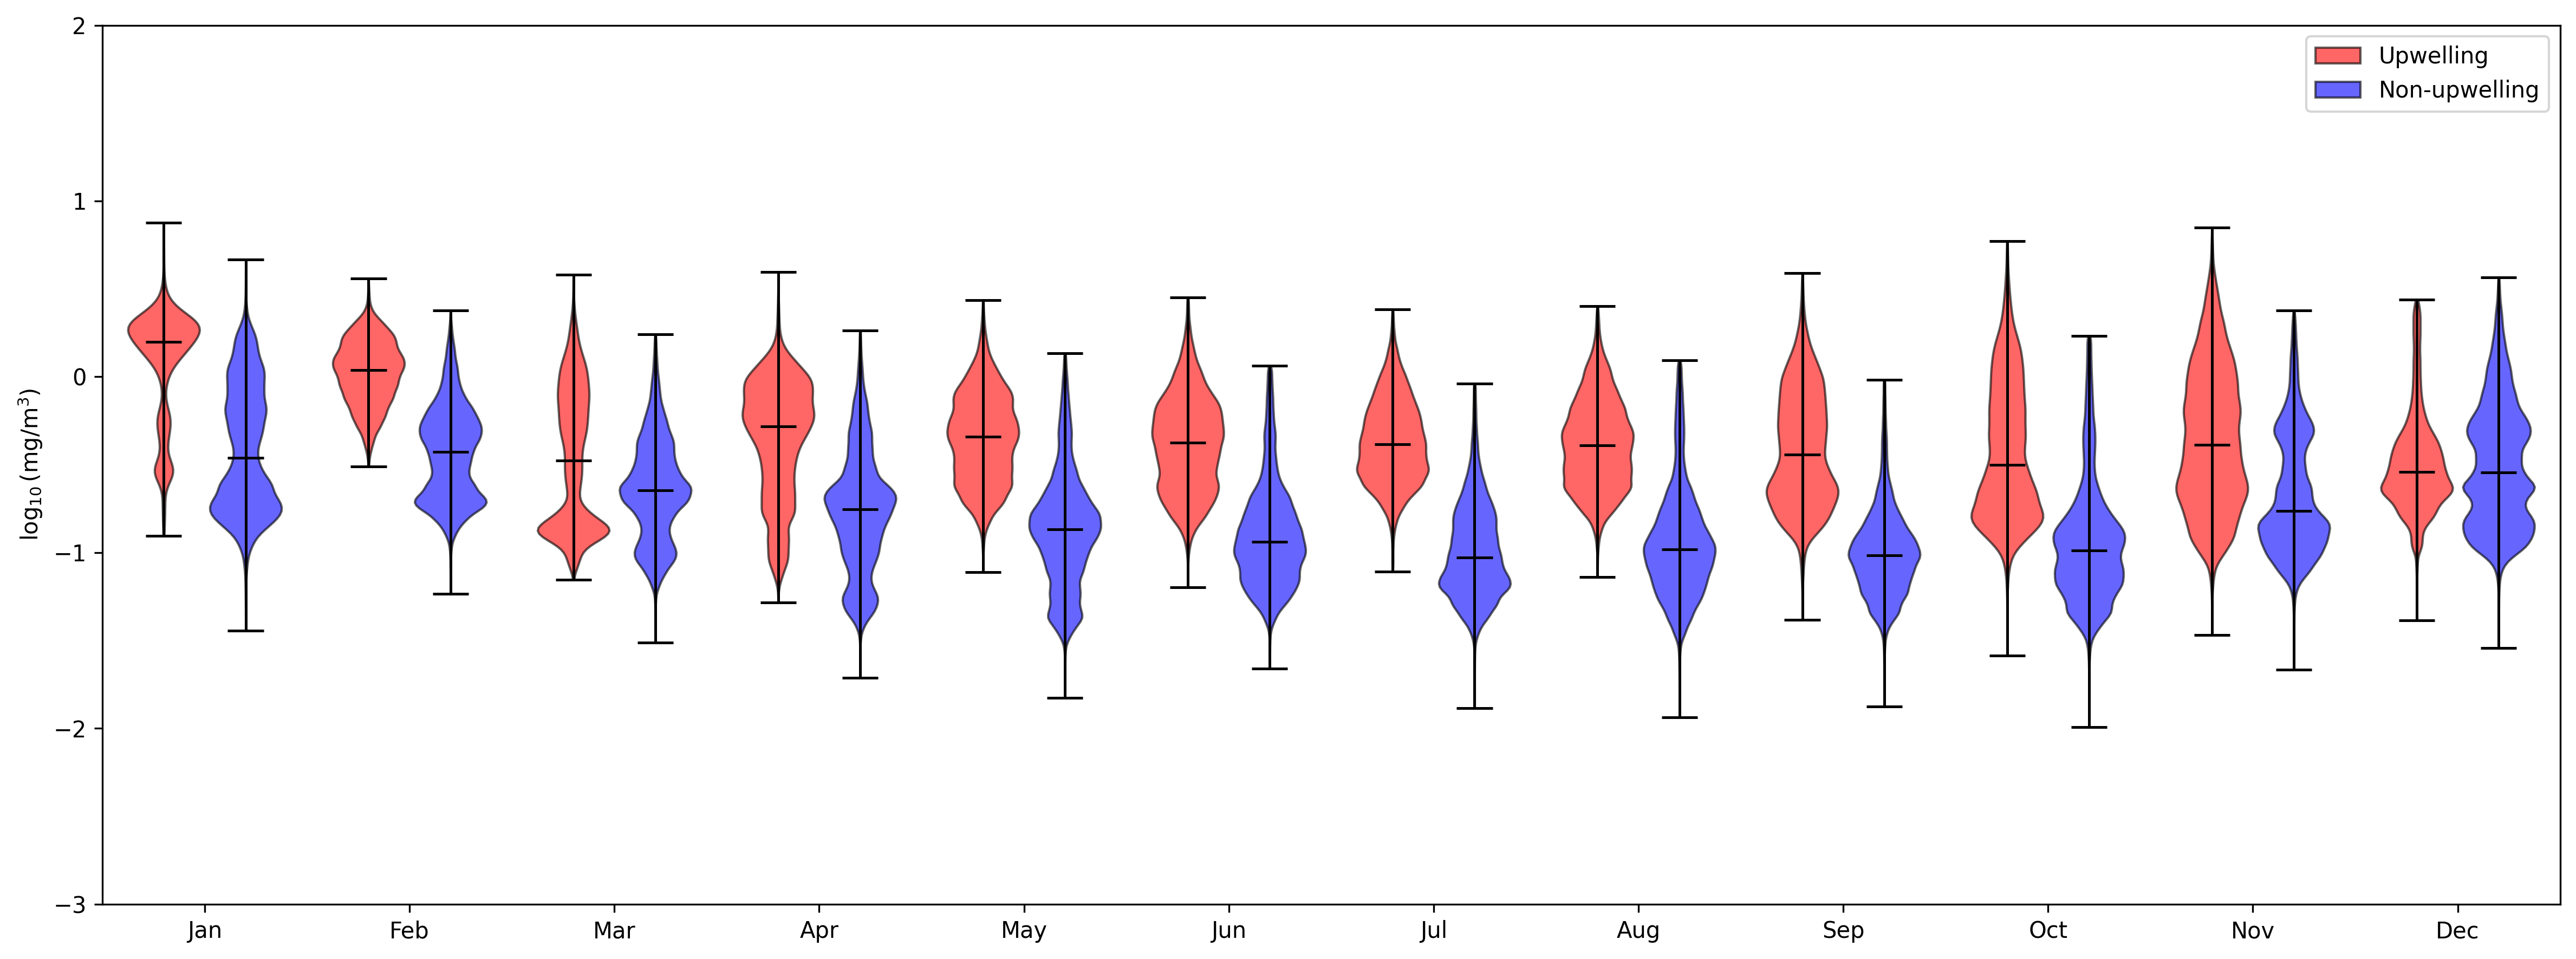 Upwelling
Non-upwelling
log₁₀ (mg/m³)
2
1
0
−1
−2
−3
Jan Feb Mar Apr May Jun Jul Aug Sep Oct Nov Dec